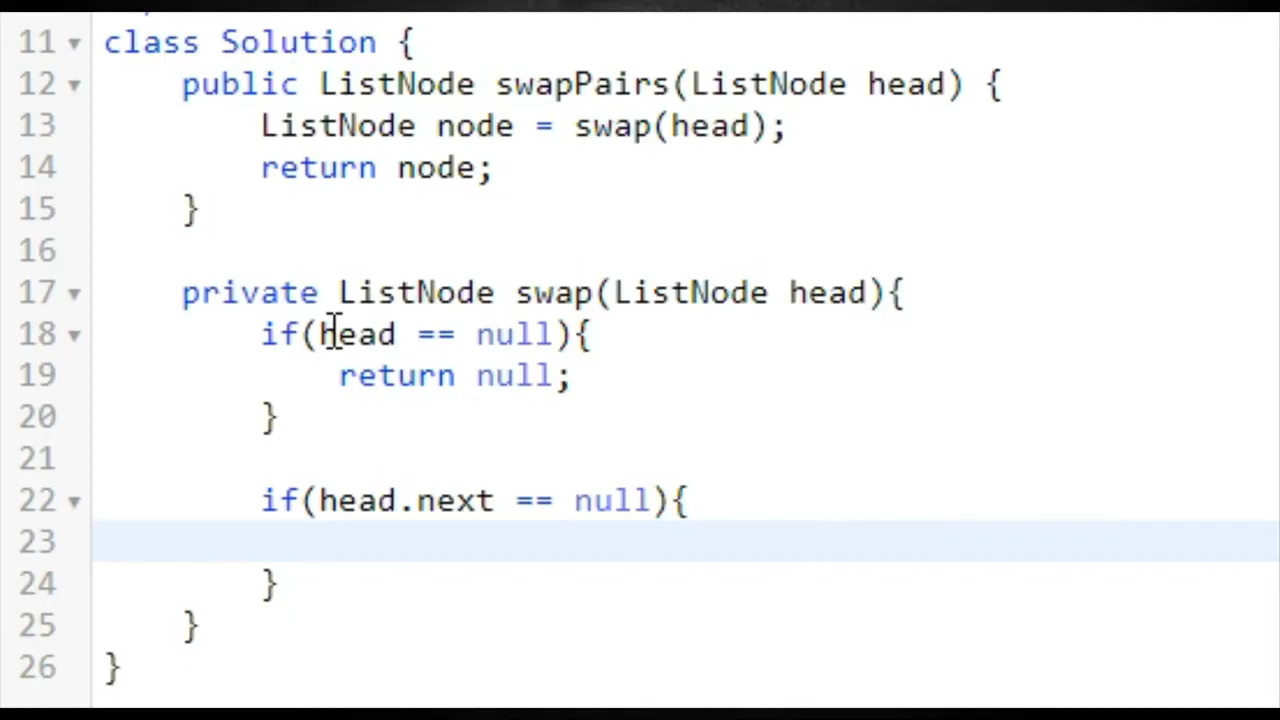 11 class Solution {
12 public ListNode swapPairs(ListNode head) {
13 ListNode node = swap(head);
14 return node;
15 }
16
17 private ListNode swap(ListNode head){
18 if(head == null){
19 return null;
20 }
21
22 if(head.next == null){
23
24 }
25 }
26 }